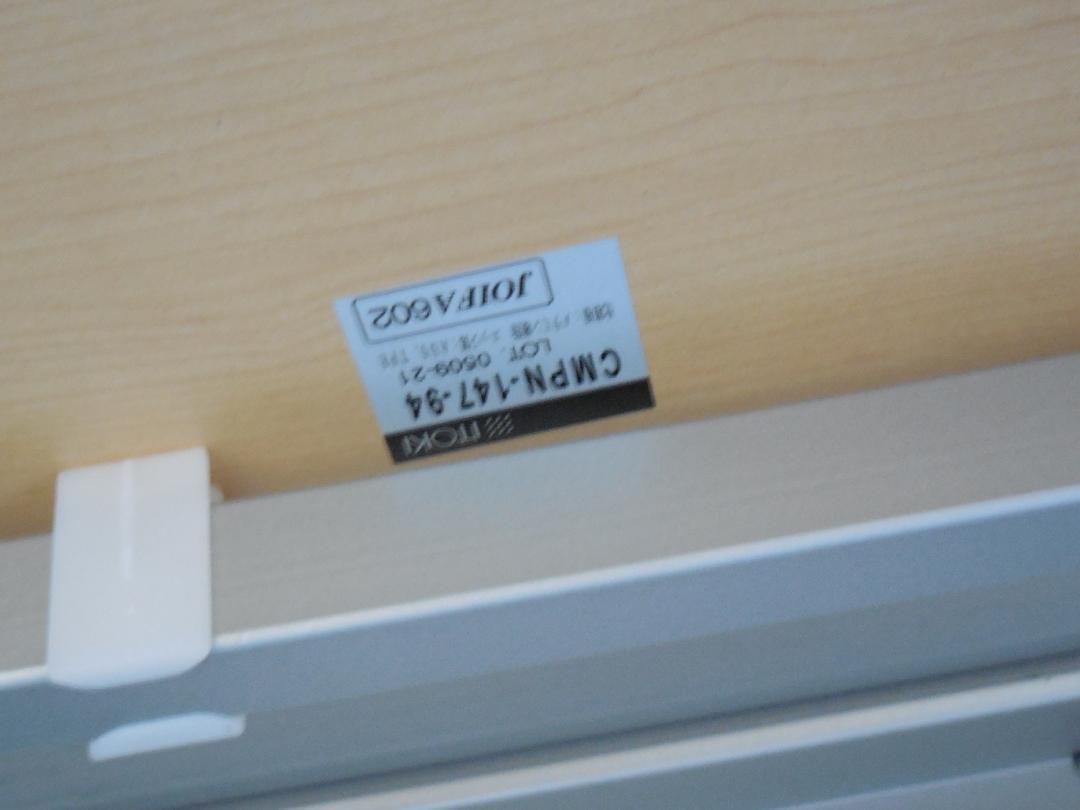 ITOKI
CMPN-147-94
LOT. 0509-21
JOIFA602